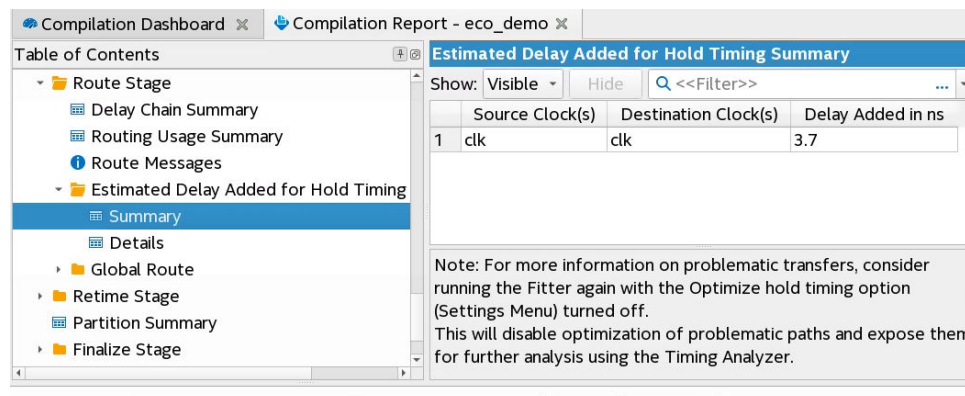 Compilation Dashboard
Compilation Report - eco_demo
Table of Contents
Route Stage
Delay Chain Summary
Routing Usage Summary
Route Messages
Estimated Delay Added for Hold Timing
Summary
Details
Global Route
Retime Stage
Partition Summary
Finalize Stage
Estimated Delay Added for Hold Timing Summary
Show: Visible Hide <<Filter>> ...
Source Clock(s) Destination Clock(s) Delay Added in ns
1 clk clk 3.7
Note: For more information on problematic transfers, consider
running the Fitter again with the Optimize hold timing option
(Settings Menu) turned off.
This will disable optimization of problematic paths and expose them
for further analysis using the Timing Analyzer.